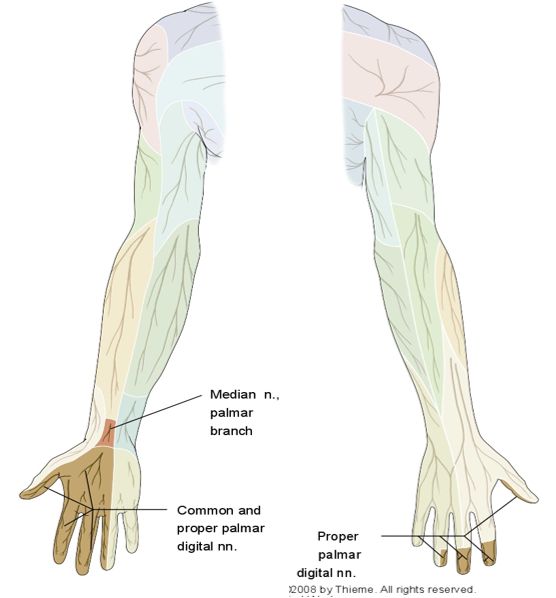 Median n.,
palmar
branch
Common and
proper palmar
digital nn.
Proper
palmar
digital nn.
2008 by Thieme. All rights reserved.